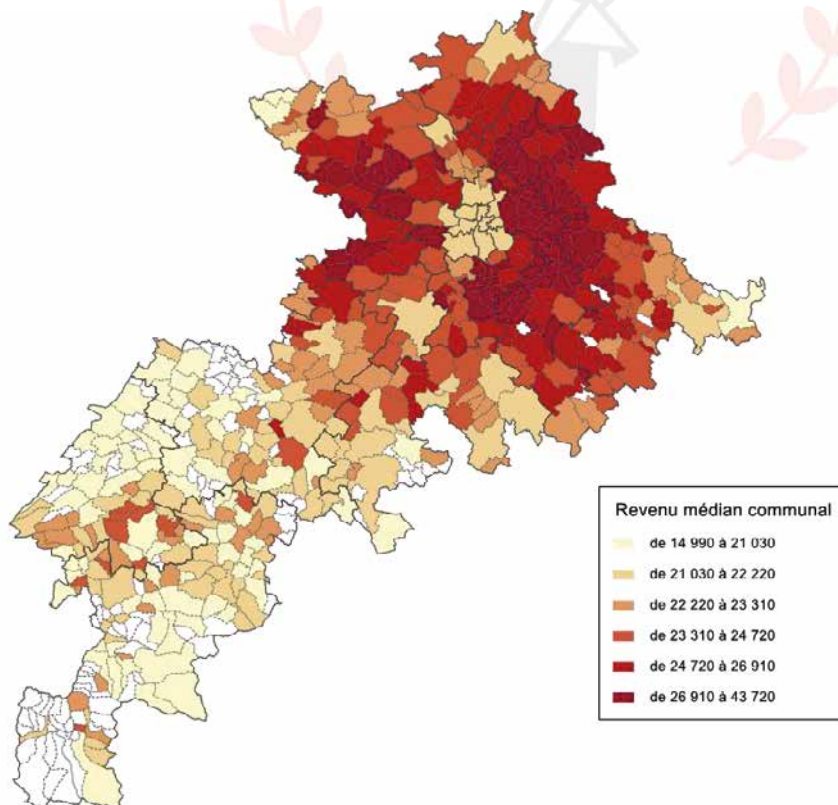 Revenu médian communal
de 14 990 à 21 030
de 21 030 à 22 220
de 22 220 à 23 310
de 23 310 à 24 720
de 24 720 à 26 910
de 26 910 à 43 720